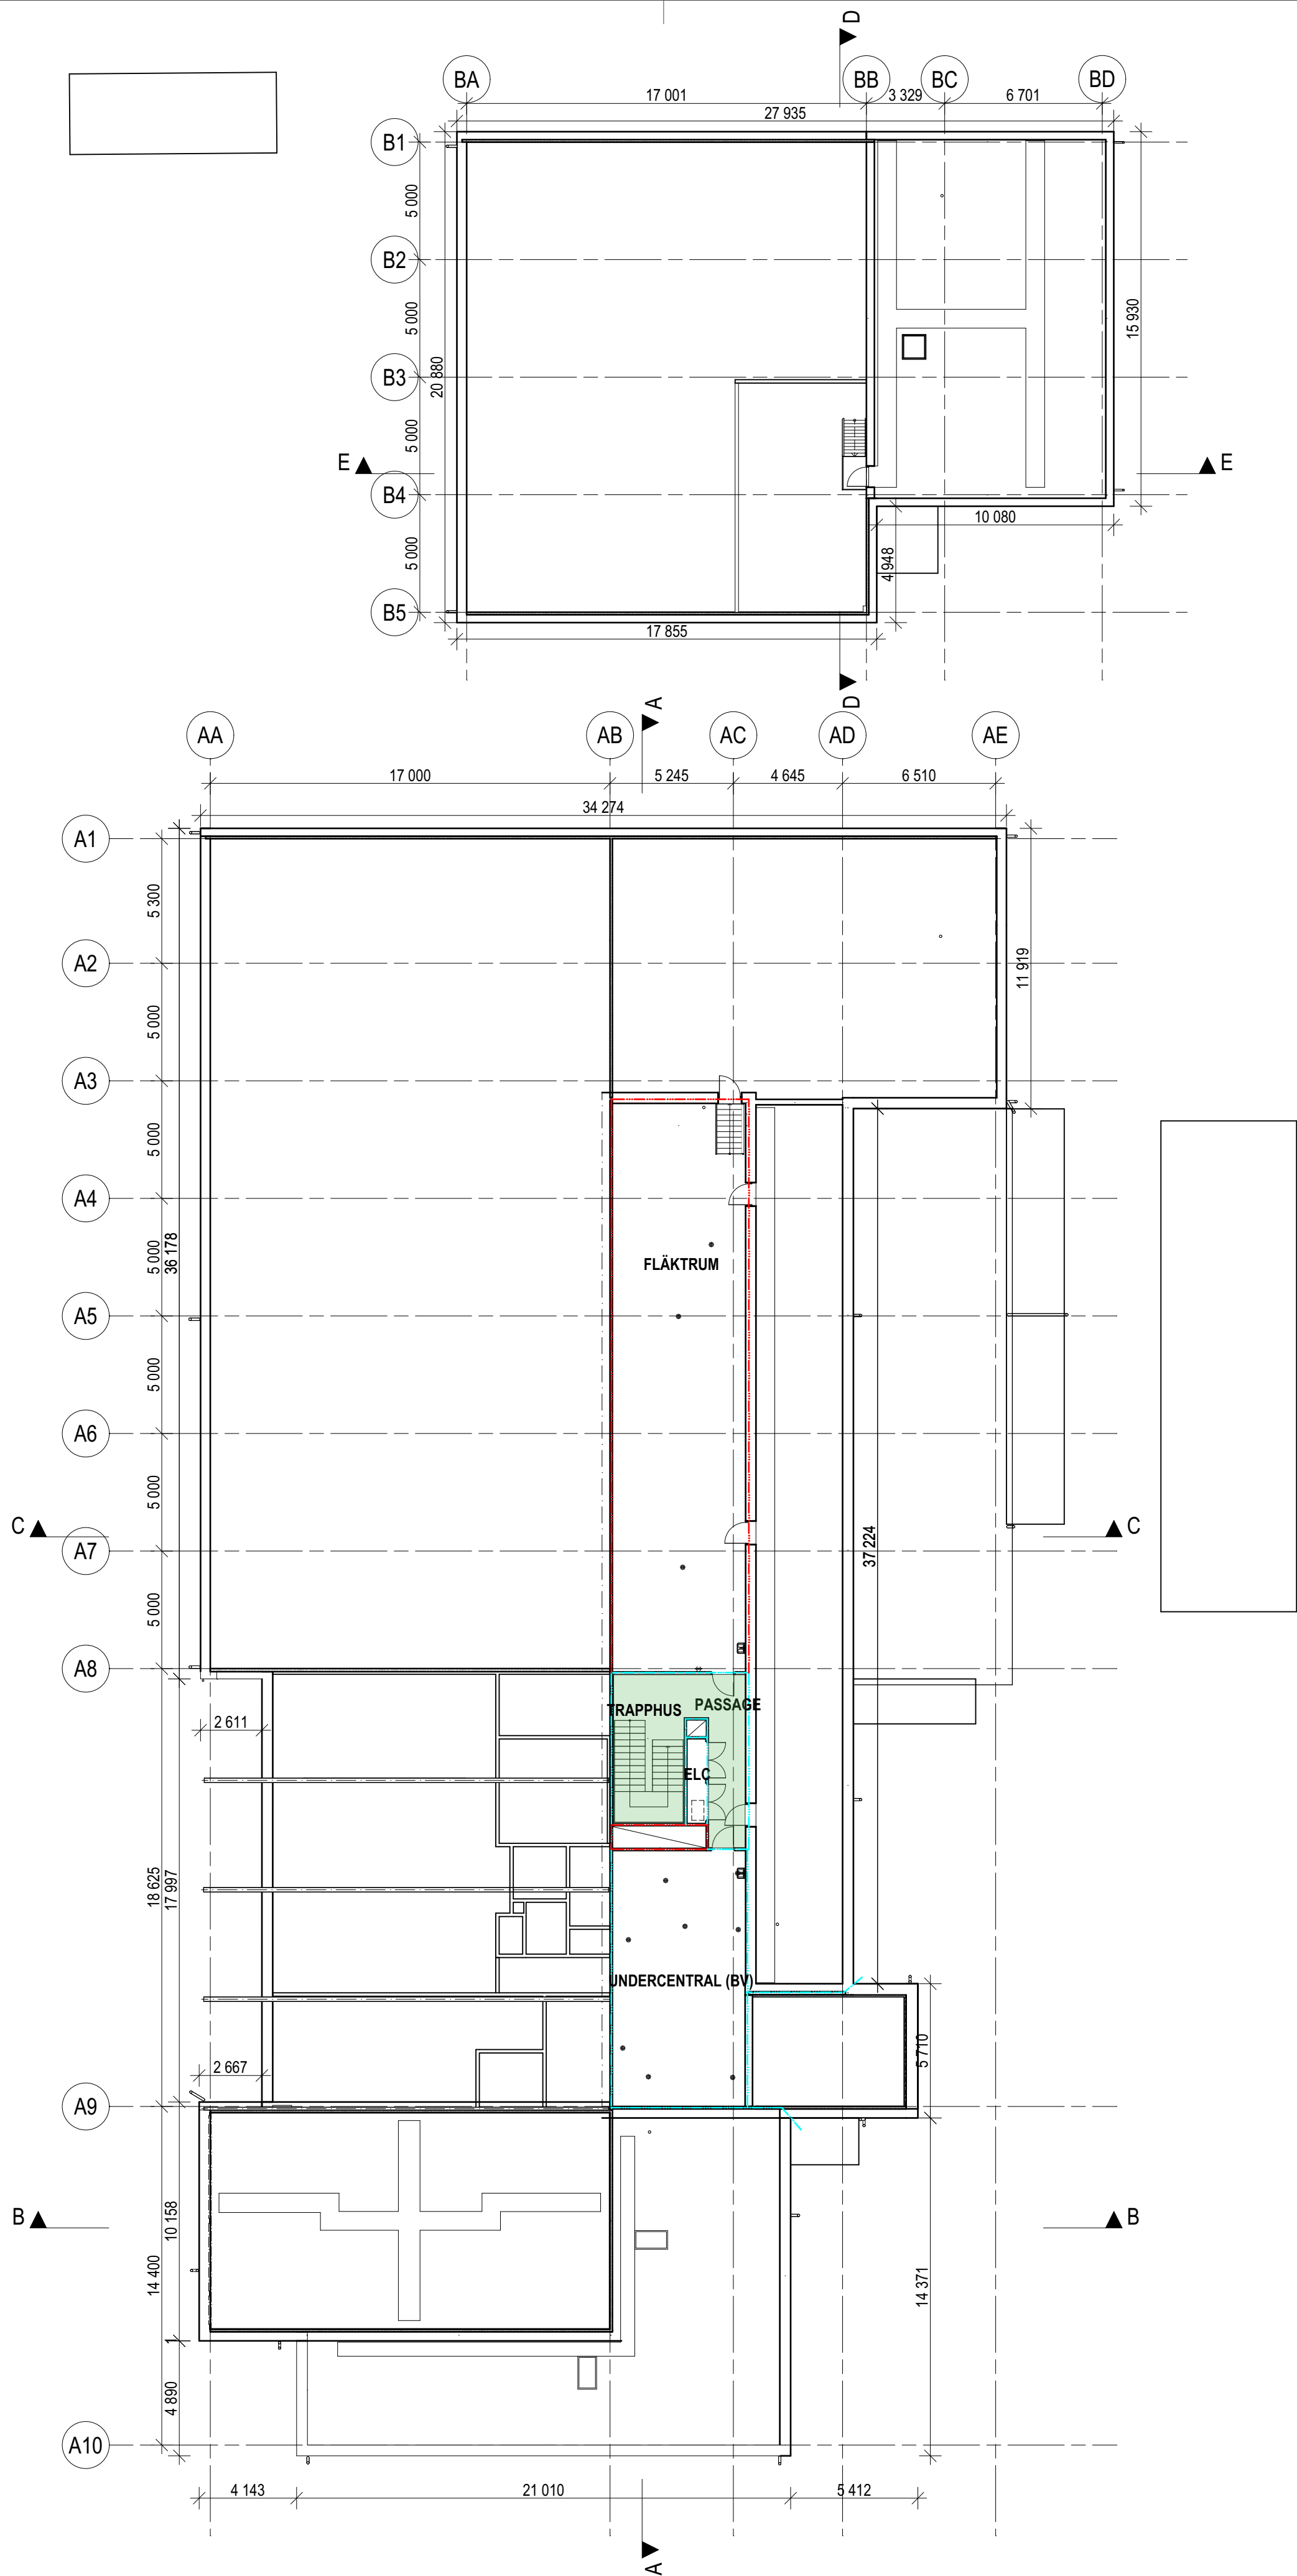 D
BA
BB
BC
BD
17 001
3 329
6 701
27 935
B1
5 000
B2
5 000
15 930
B3
20 880
5 000
E
E
B4
10 080
5 000
4 948
B5
17 855
D
A
AA
AB
AC
AD
AE
17 000
5 245
4 645
6 510
34 274
A1
5 300
A2
11 919
5 000
A3
5 000
A4
5 000
36 178
FLÄKTRUM
A5
5 000
A6
5 000
C
C
A7
37 224
5 000
A8
TRAPPHUS
PASSAGE
2 611
ELC
18 625
17 997
UNDERCENTRAL (BV)
5 710
2 667
A9
B
B
10 158
14 400
14 371
4 890
A10
4 143
21 010
5 412
A